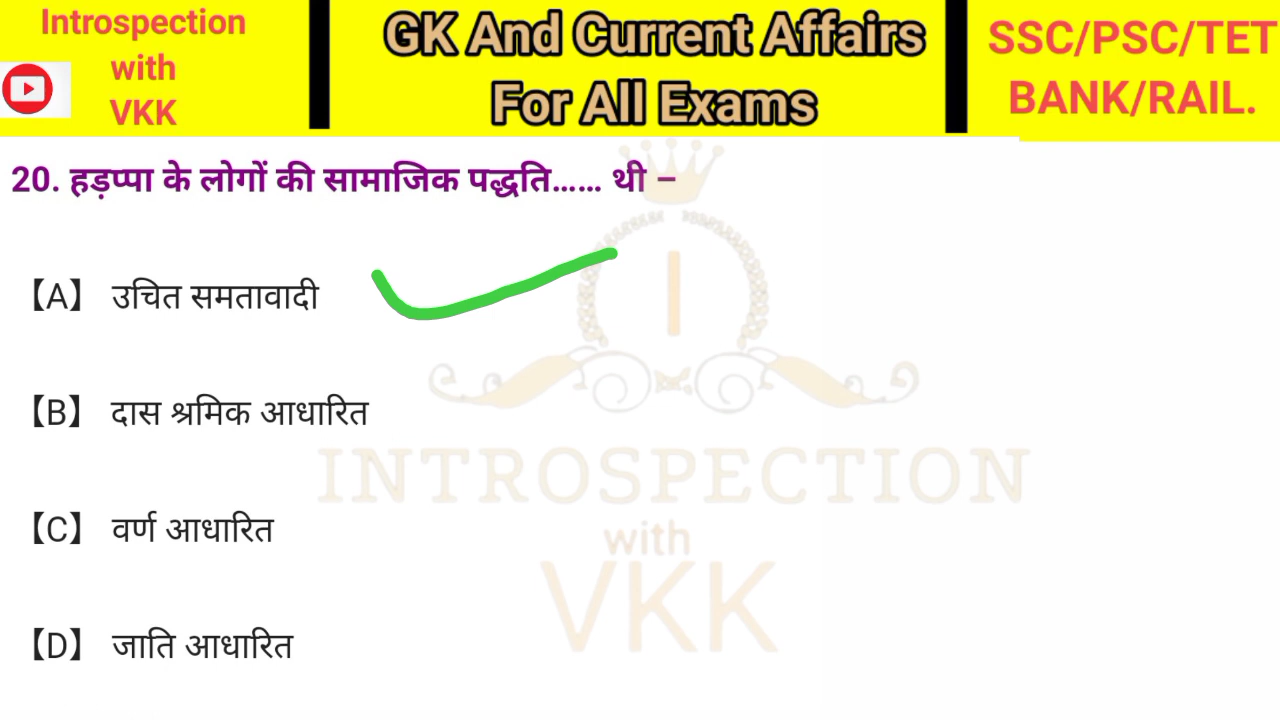 Introspection
with
VKK
GK And Current Affairs
For All Exams
SSC/PSC/TET
BANK/RAIL.
20. हड़प्पा के लोगों की सामाजिक पद्धति...... थी –
【A】 उचित समतावादी
【B】 दास श्रमिक आधारित
【C】 वर्ण आधारित
【D】 जाति आधारित
I
INTROSPECTION
with
VKK